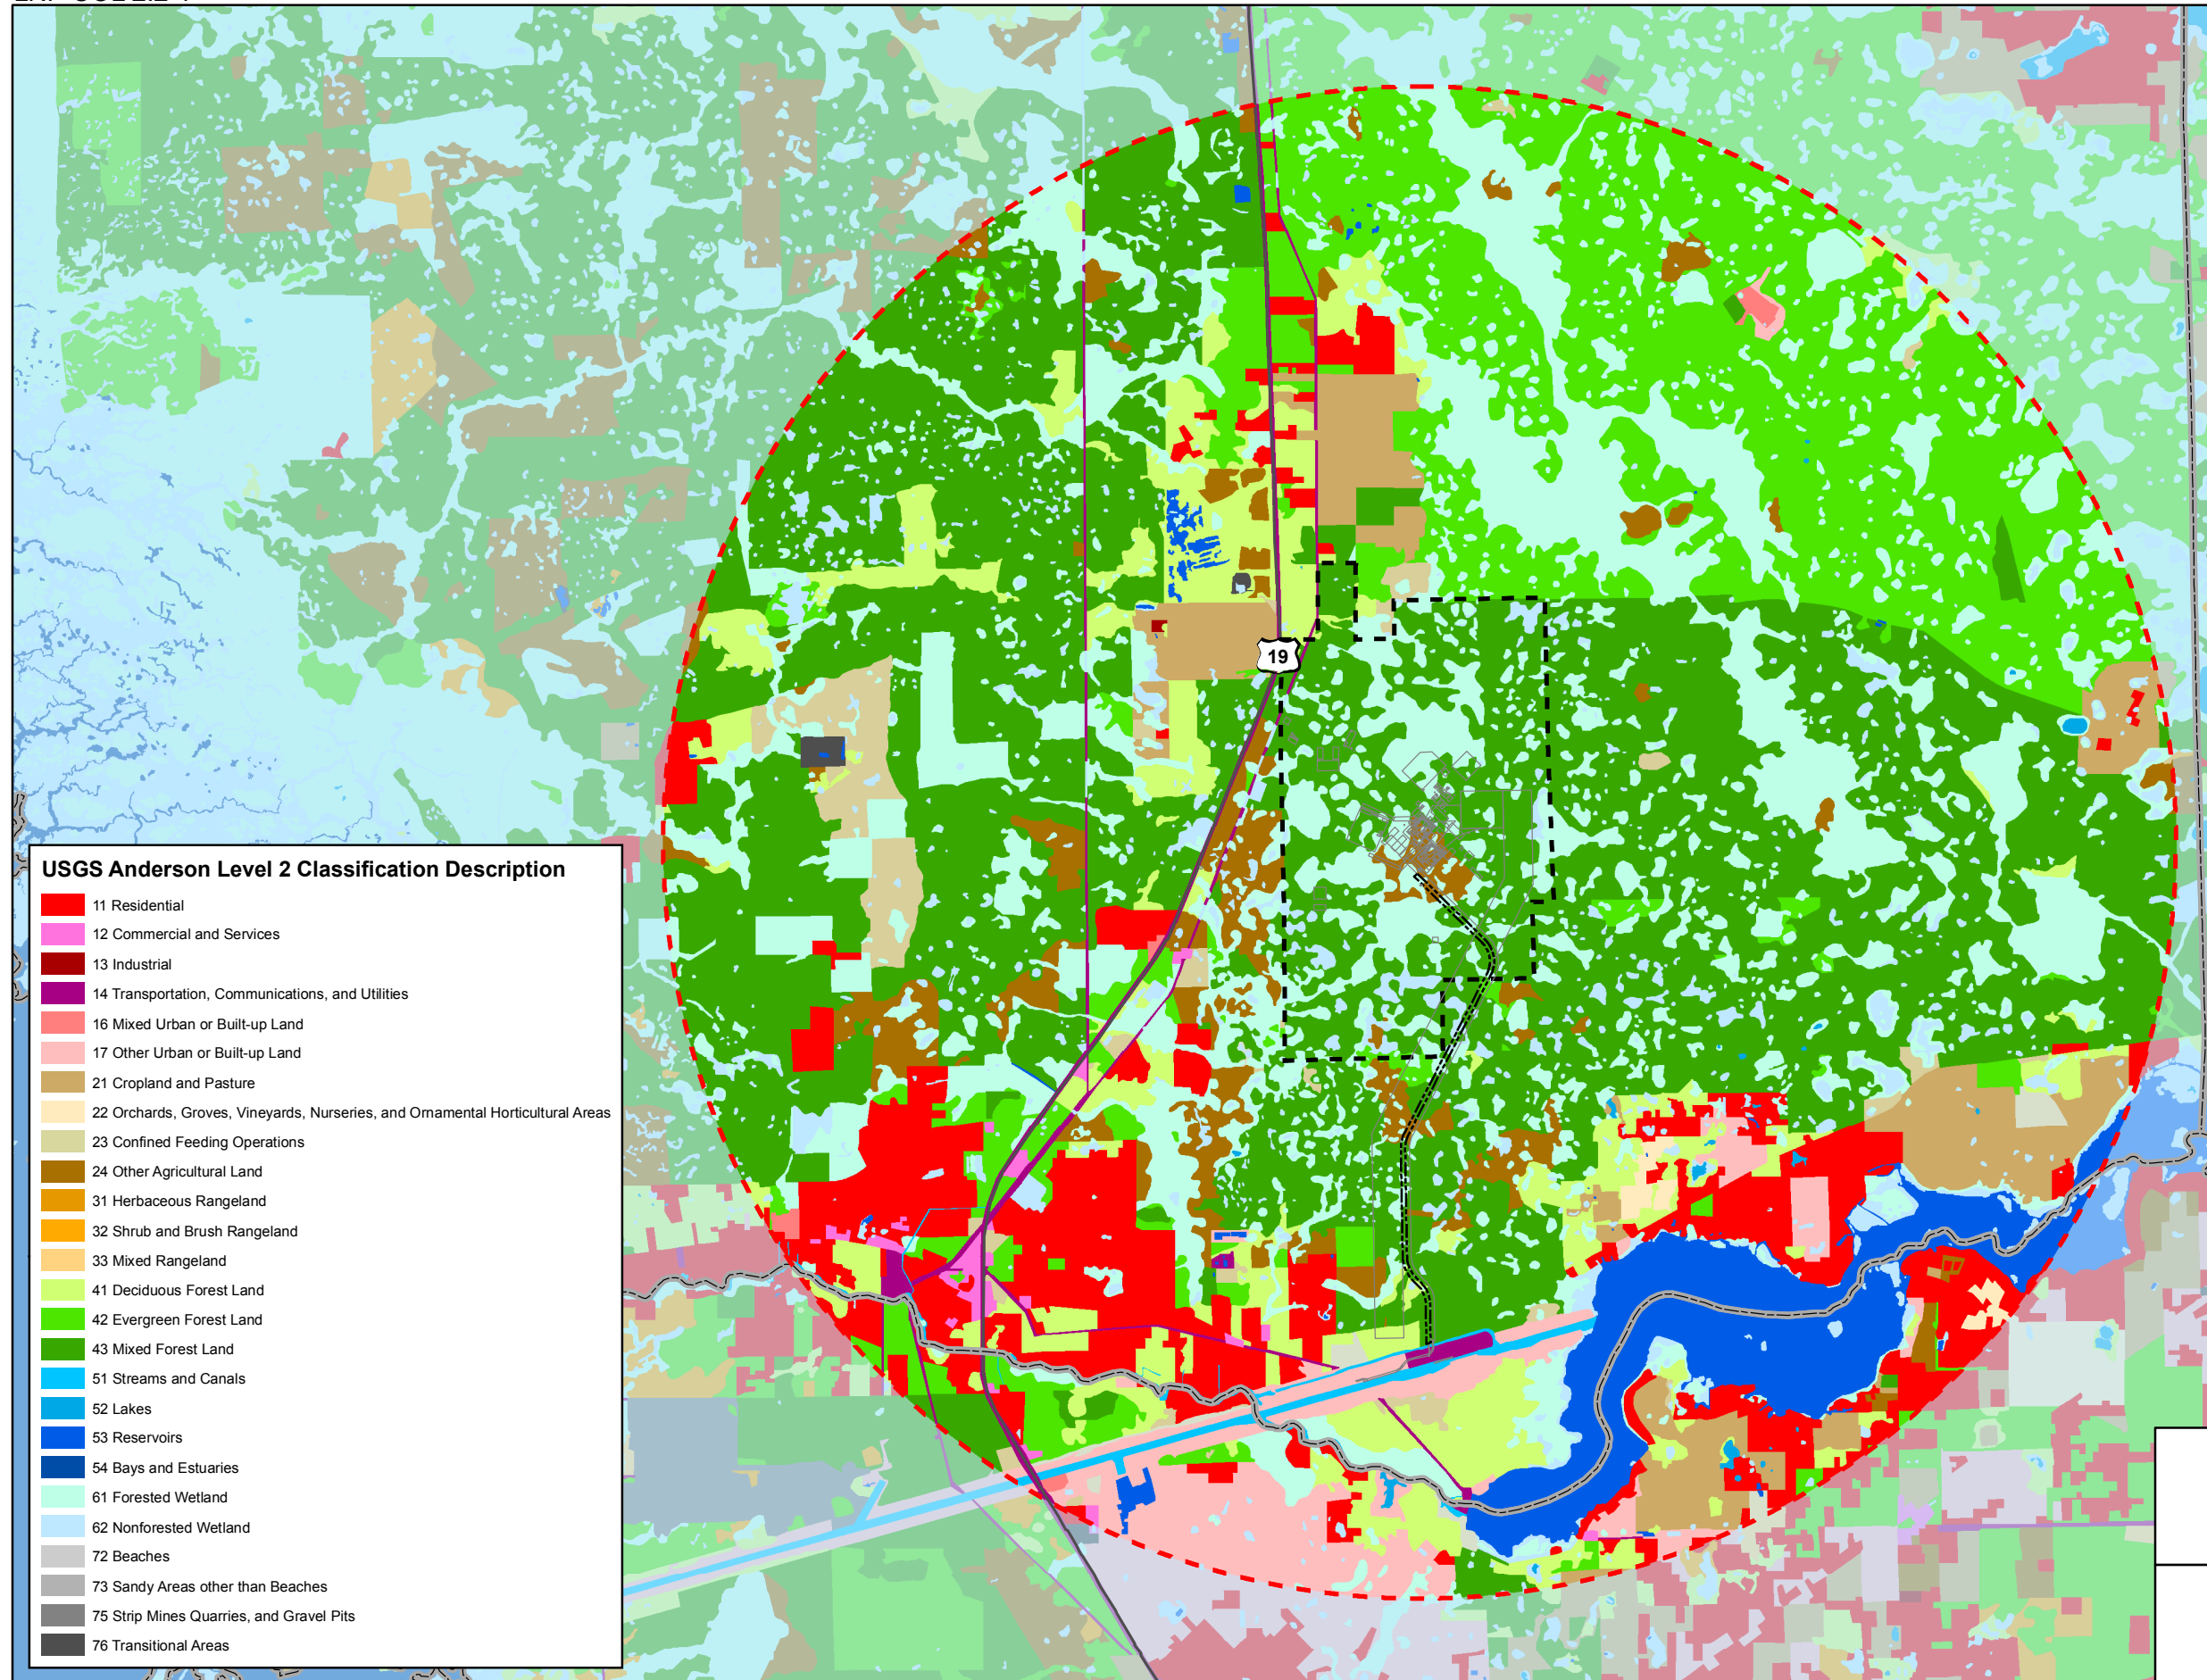 19
USGS Anderson Level 2 Classification Description
11 Residential
12 Commercial and Services
13 Industrial
14 Transportation, Communications, and Utilities
16 Mixed Urban or Built-up Land
17 Other Urban or Built-up Land
21 Cropland and Pasture
22 Orchards, Groves, Vineyards, Nurseries, and Ornamental Horticultural Areas
23 Confined Feeding Operations
24 Other Agricultural Land
31 Herbaceous Rangeland
32 Shrub and Brush Rangeland
33 Mixed Rangeland
41 Deciduous Forest Land
42 Evergreen Forest Land
43 Mixed Forest Land
51 Streams and Canals
52 Lakes
53 Reservoirs
54 Bays and Estuaries
61 Forested Wetland
62 Nonforested Wetland
72 Beaches
73 Sandy Areas other than Beaches
75 Strip Mines Quarries, and Gravel Pits
76 Transitional Areas